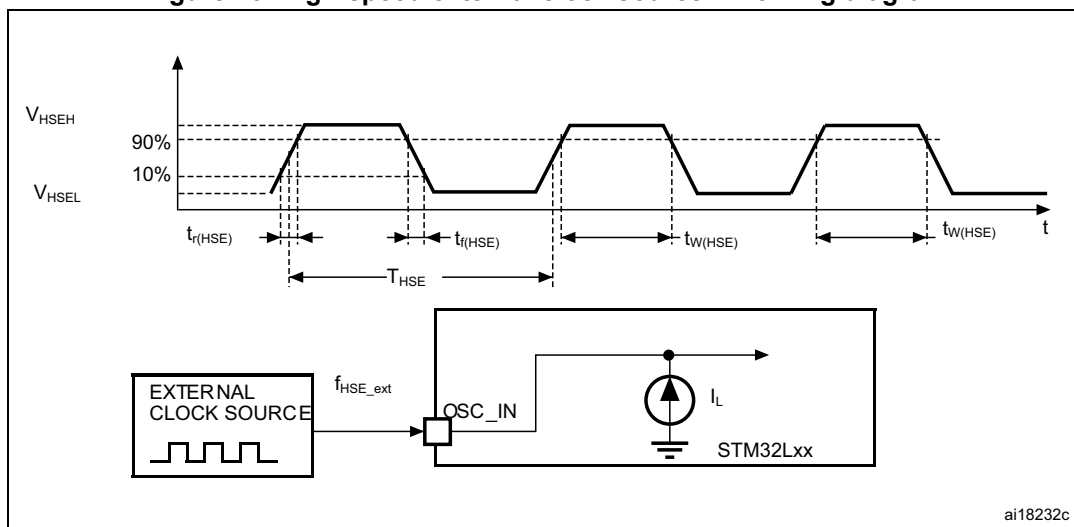 V_HSEH
90%
10%
V_HSEL
t_r(HSE)
t_f(HSE)
t_W(HSE)
t_W(HSE)
t
T_HSE
EXTERNAL
CLOCK SOURCE
f_HSE_ext
OSC_IN
I_L
STM32Lxx
ai18232c